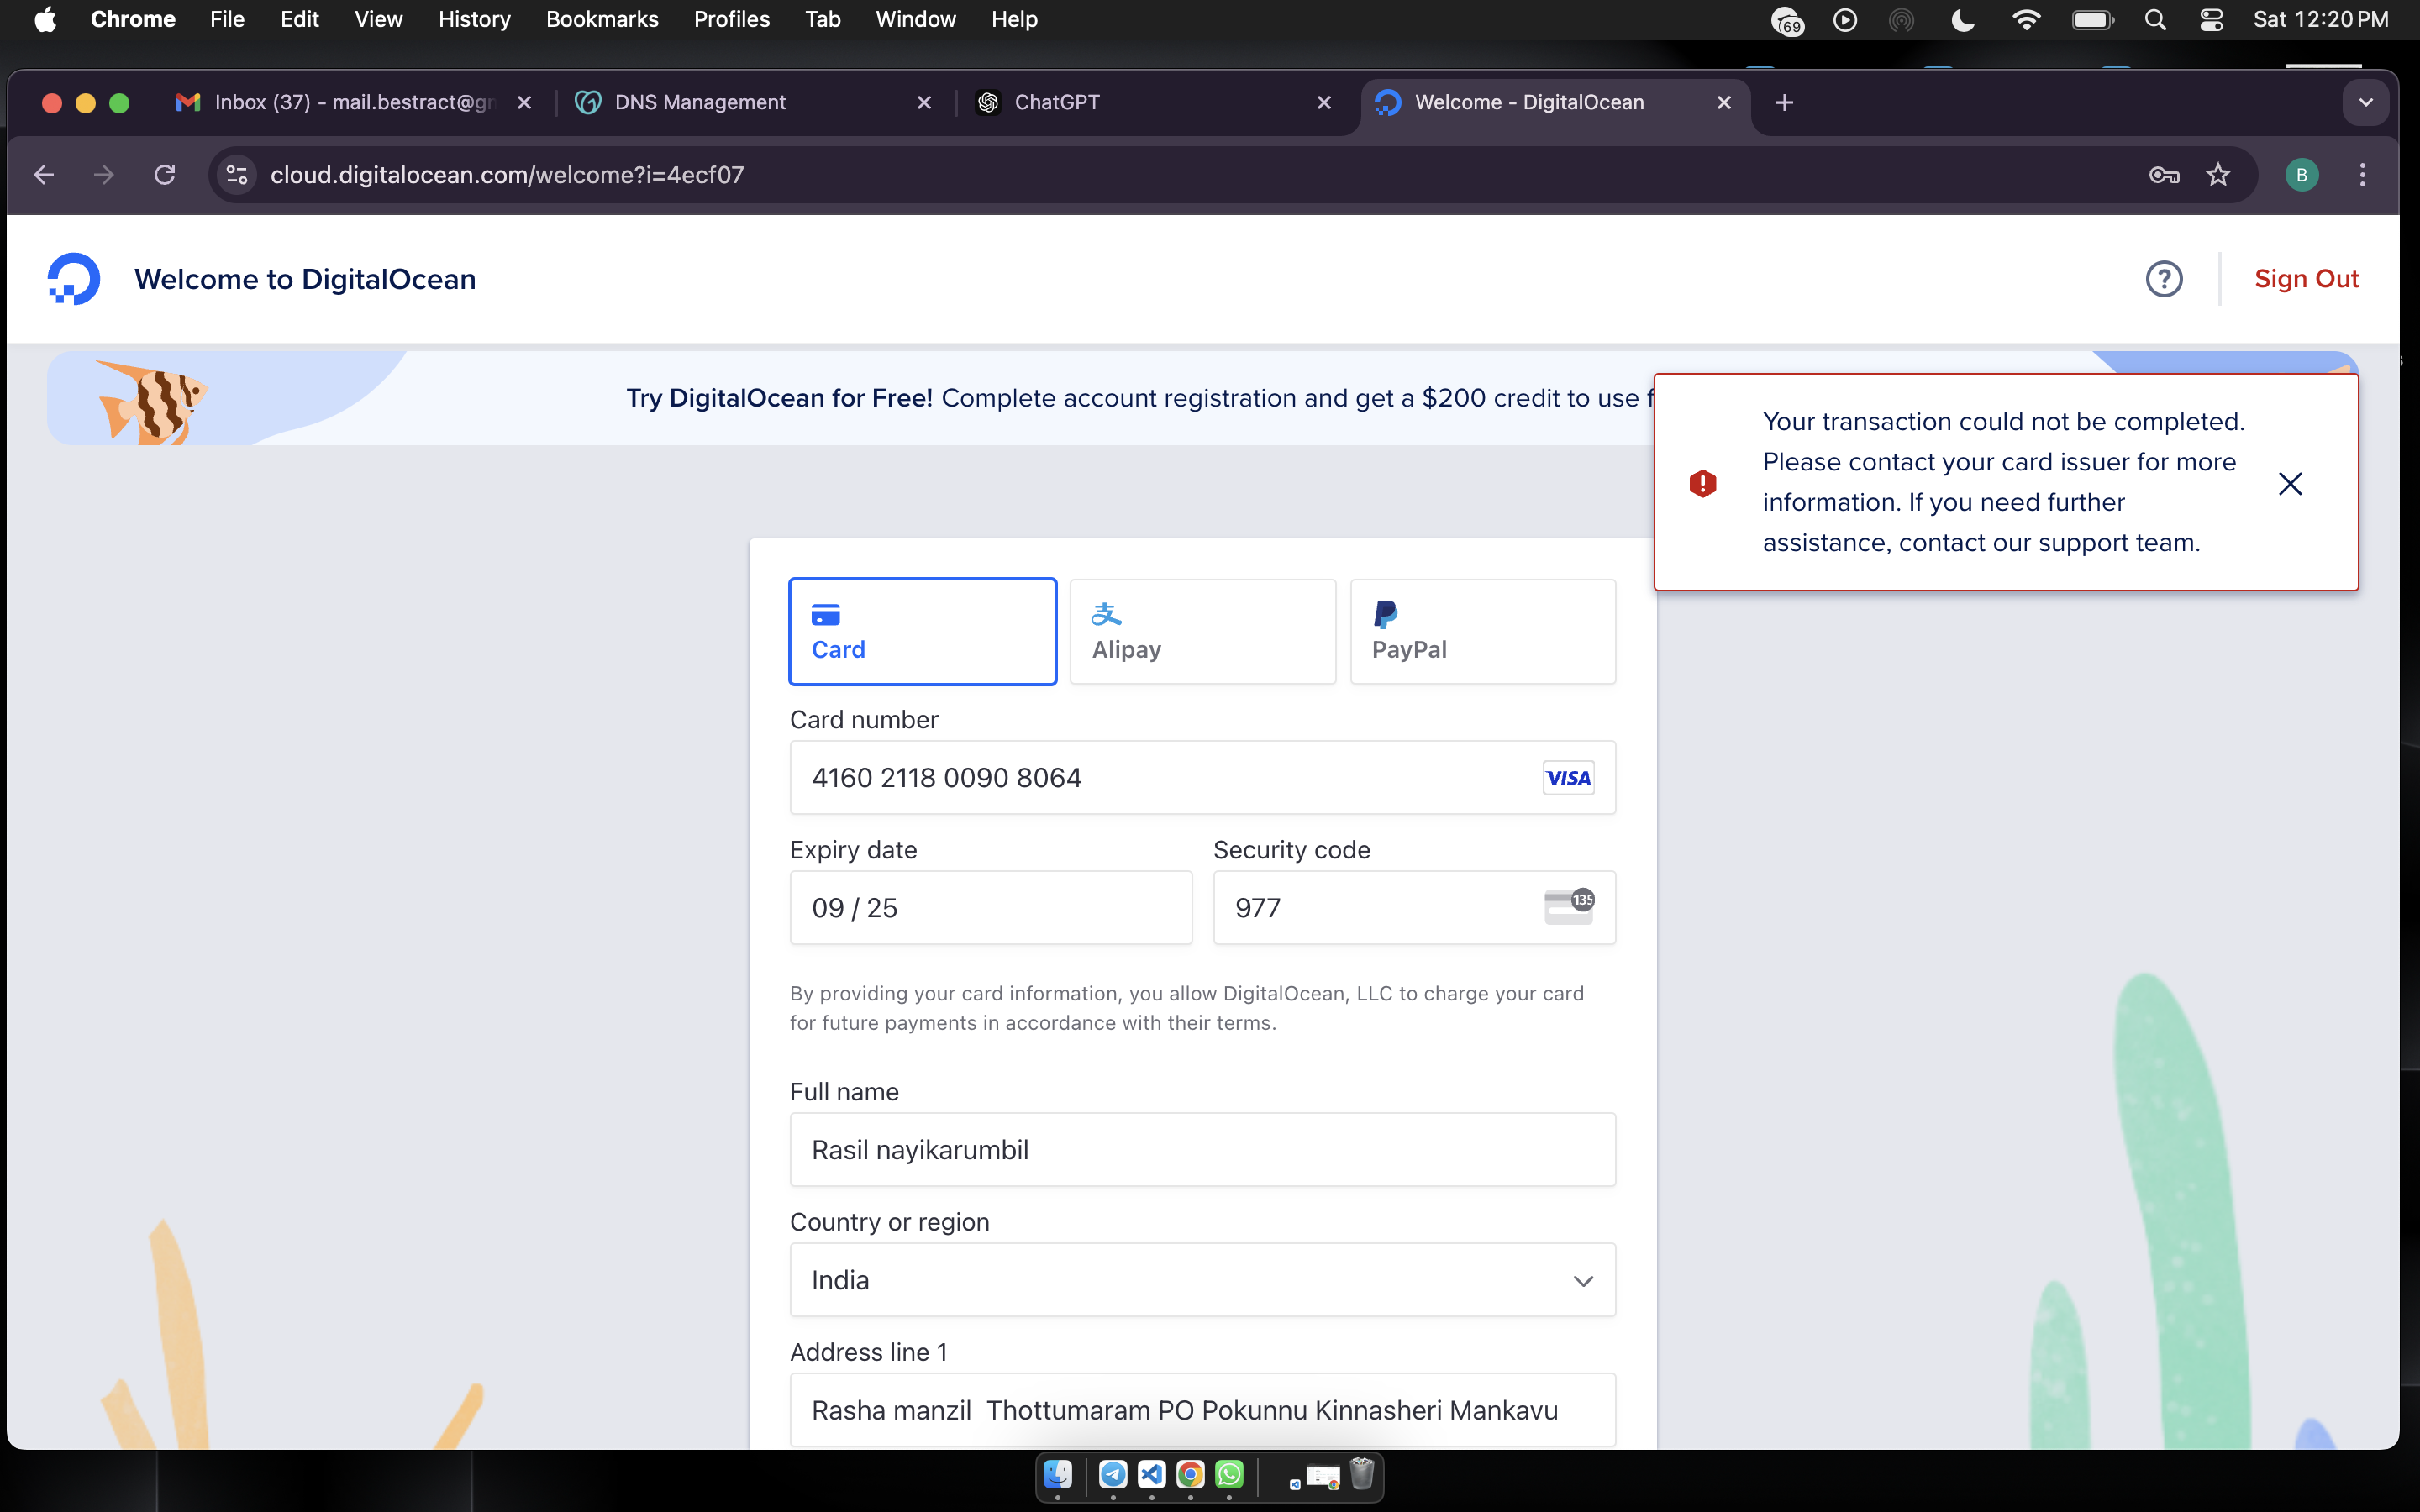 Chrome File Edit View History Bookmarks Profiles Tab Window Help 69 Sat 12:20 PM
Inbox (37) - mail.bestract@gm DNS Management ChatGPT Welcome - DigitalOcean
cloud.digitalocean.com/welcome?i=4ecf07 B
Welcome to DigitalOcean Sign Out
Try DigitalOcean for Free! Complete account registration and get a $200 credit to use f
Your transaction could not be completed.
Please contact your card issuer for more
information. If you need further
assistance, contact our support team.
Card Alipay PayPal
Card number
4160 2118 0090 8064 VISA
Expiry date Security code
09 / 25 977 135
By providing your card information, you allow DigitalOcean, LLC to charge your card
for future payments in accordance with their terms.
Full name
Rasil nayikarumbil
Country or region
India
Address line 1
Rasha manzil Thottumaram PO Pokunnu Kinnasheri Mankavu